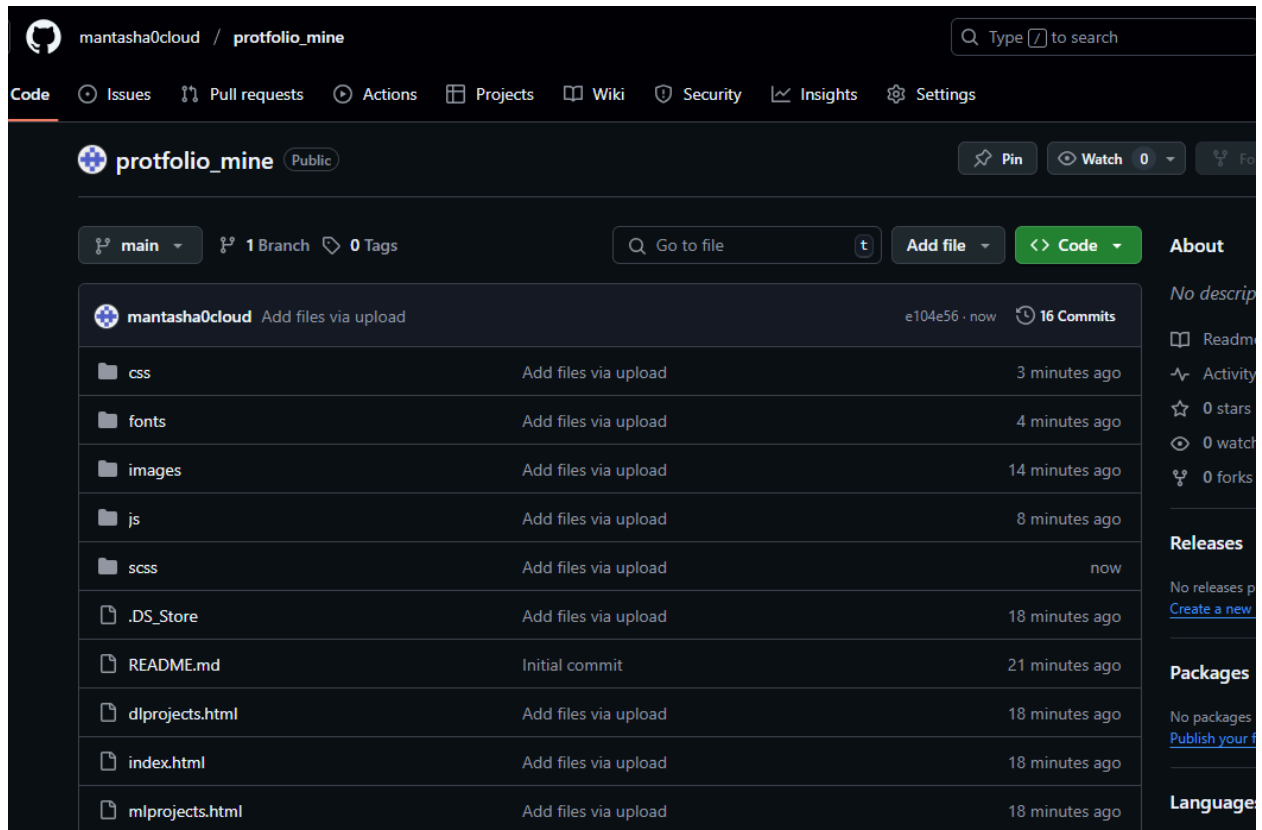 mantasha0cloud / protfolio_mine
Type / to search
Code Issues Pull requests Actions Projects Wiki Security Insights Settings
protfolio_mine Public
Pin Watch 0
main 1 Branch 0 Tags
Go to file t Add file <> Code
About
mantasha0cloud Add files via upload e104e56 · now 16 Commits
No
css Add files via upload 3 minutes ago
Activity
fonts Add files via upload 4 minutes ago
0 stars
0
images Add files via upload 14 minutes ago
0 forks
js Add files via upload 8 minutes ago
Releases
scss Add files via upload now
No releases
Create a new
.DS_Store Add files via upload 18 minutes ago
README.md Initial commit 21 minutes ago
Packages
dlprojects.html Add files via upload 18 minutes ago
No packages
Publish your
index.html Add files via upload 18 minutes ago
mlprojects.html Add files via upload 18 minutes ago